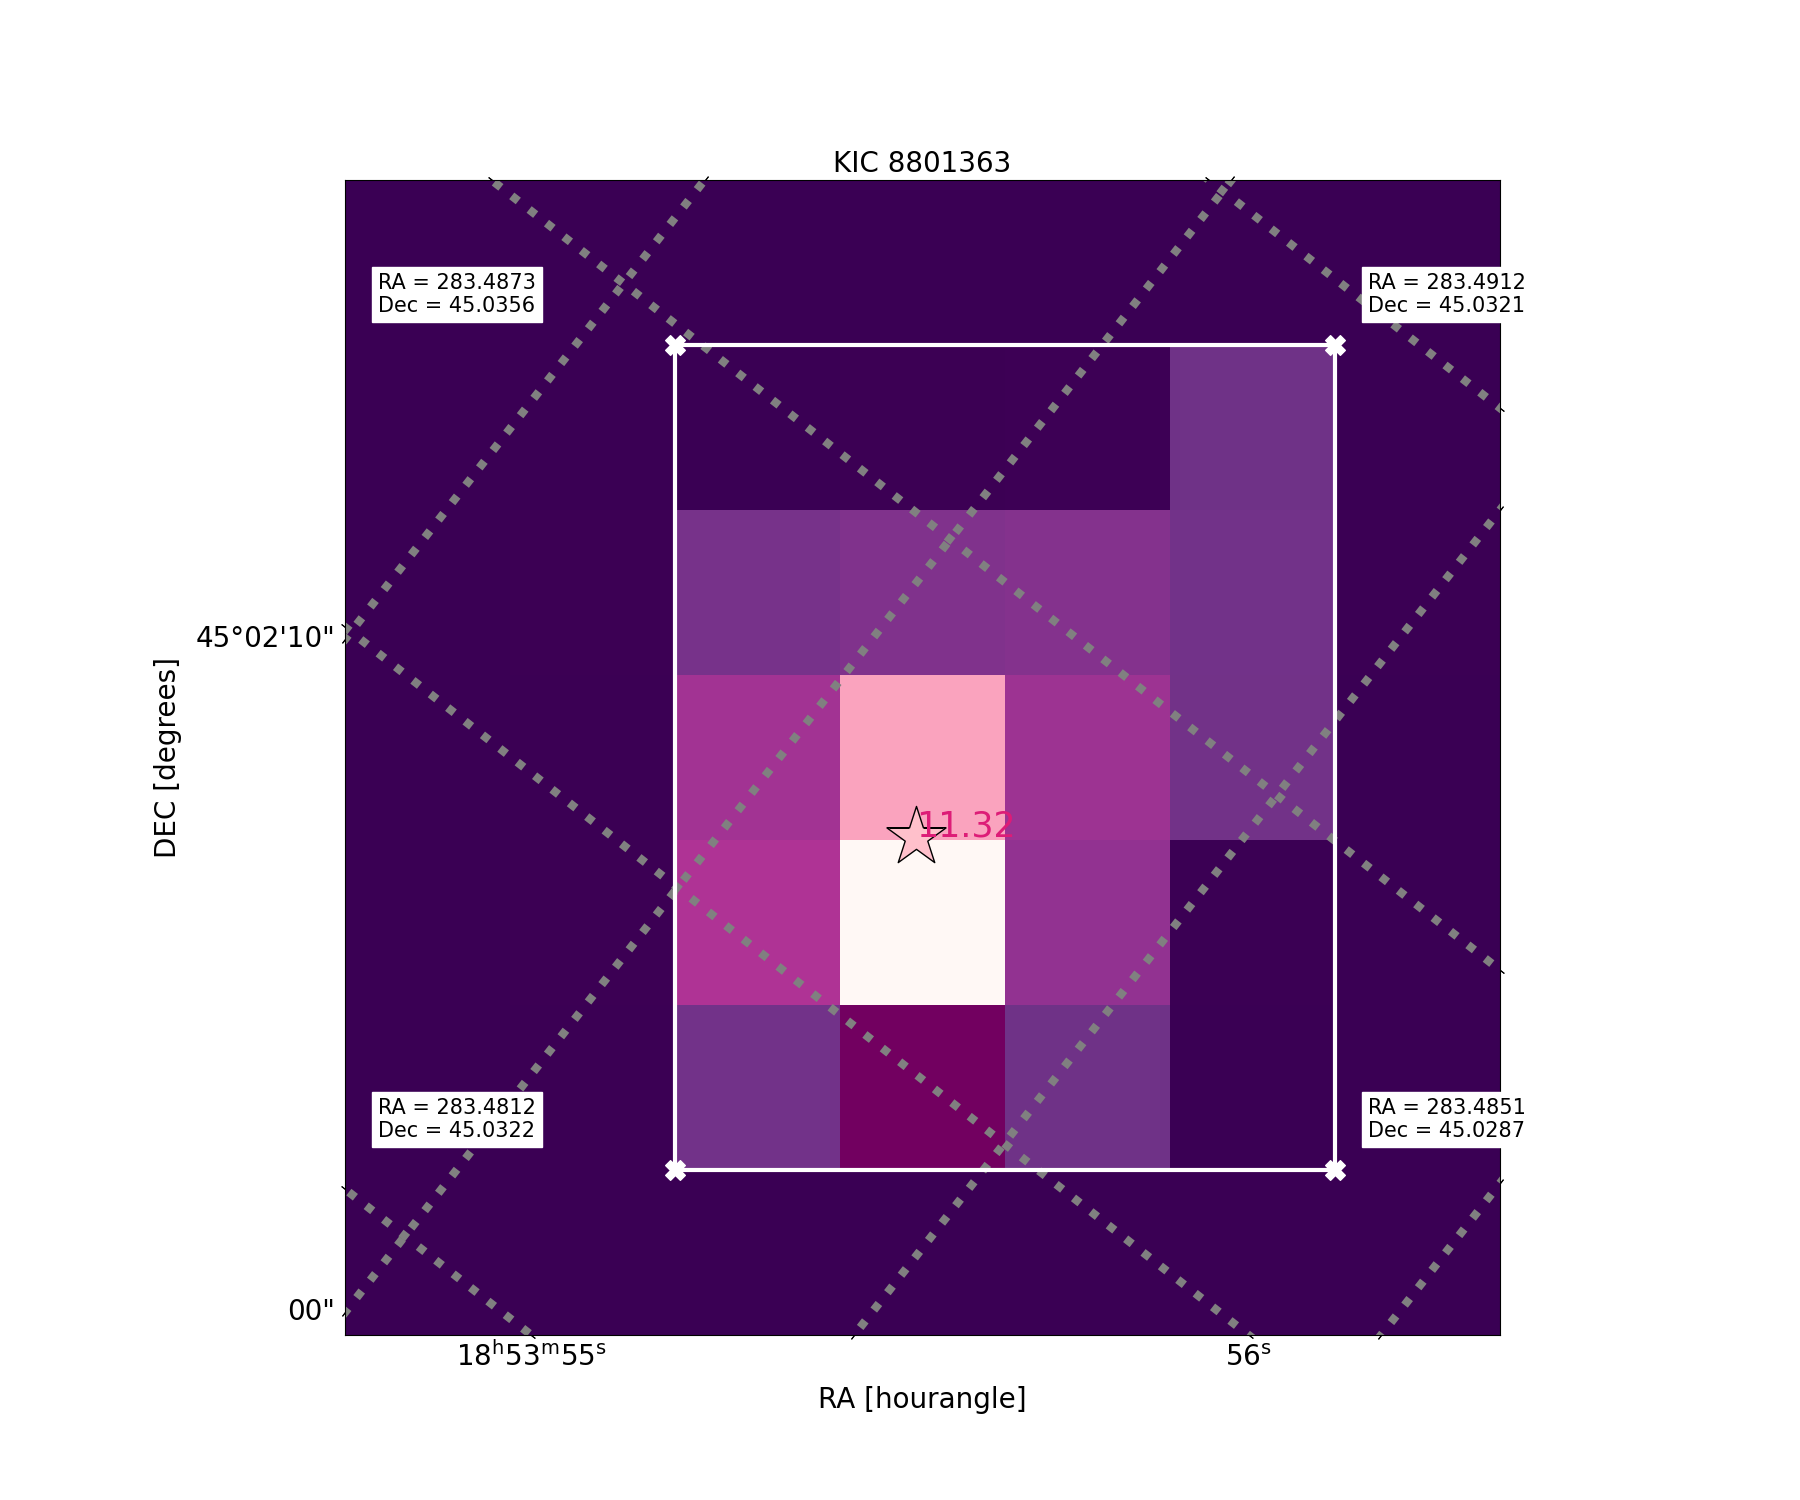 KIC 8801363
RA = 283.4873
Dec = 45.0356
RA = 283.4912
Dec = 45.0321
45°02'10"
DEC [degrees]
11.32
RA = 283.4812
Dec = 45.0322
RA = 283.4851
Dec = 45.0287
00"
18ʰ53ᵐ55ˢ
56ˢ
RA [hourangle]